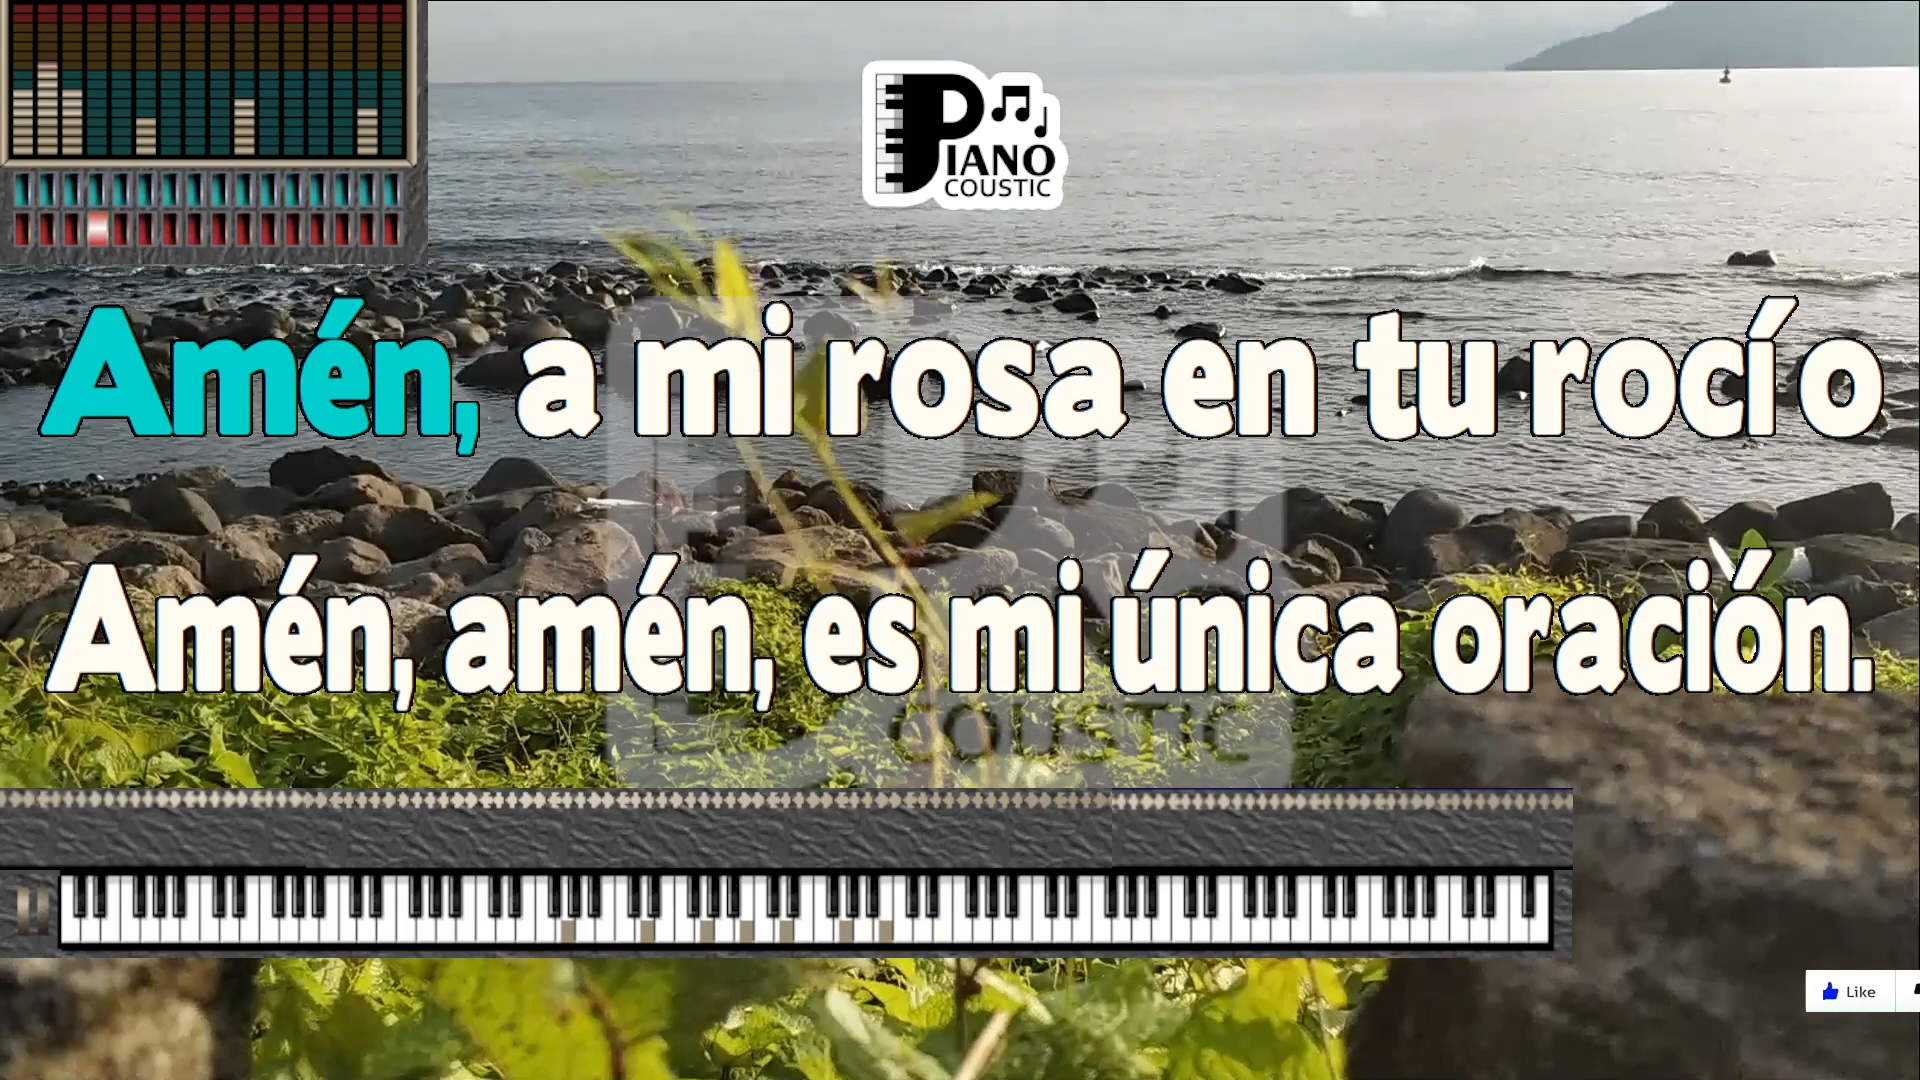 PIANO
COUSTIC
Amén, a mi rosa en tu rocío
Amén, amén, es mi única oración.
COUSTIC
Like